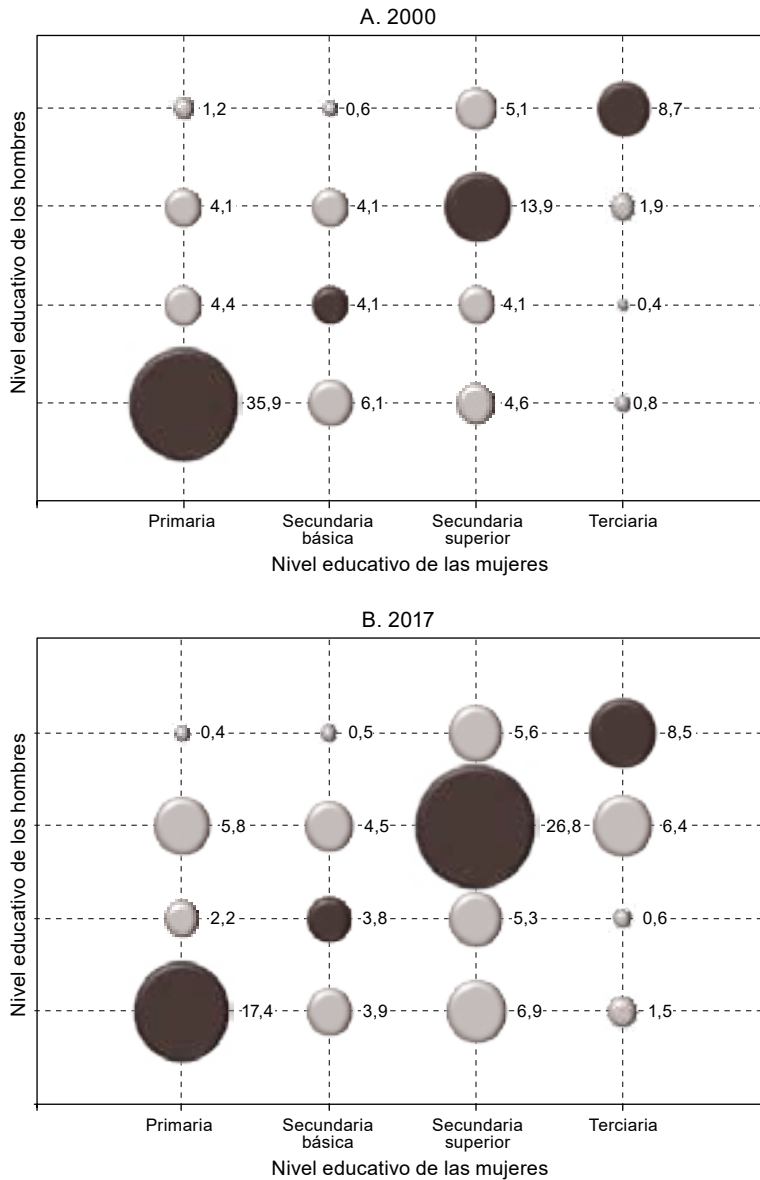 A. 2000
Nivel educativo de los hombres
1,2 0,6 5,1 8,7
4,1 4,1 13,9 1,9
4,4 4,1 4,1 0,4
35,9 6,1 4,6 0,8
Primaria Secundaria básica Secundaria superior Terciaria
Nivel educativo de las mujeres
B. 2017
Nivel educativo de los hombres
0,4 0,5 5,6 8,5
5,8 4,5 26,8 6,4
2,2 3,8 5,3 0,6
17,4 3,9 6,9 1,5
Primaria Secundaria básica Secundaria superior Terciaria
Nivel educativo de las mujeres